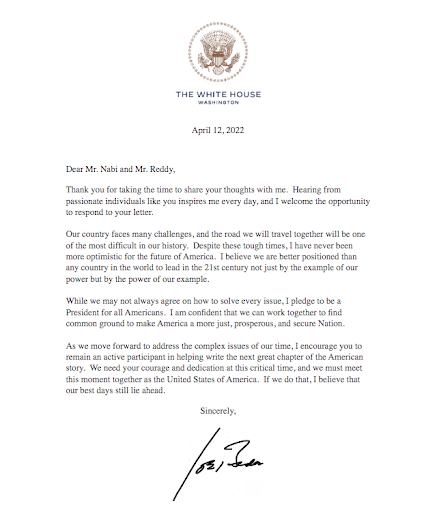 THE WHITE HOUSE
WASHINGTON
April 12, 2022
Dear Mr. Nabi and Mr. Reddy,
Thank you for taking the time to share your thoughts with me. Hearing from
passionate individuals like you inspires me every day, and I welcome the opportunity
to respond to your letter.
Our country faces many challenges, and the road we will travel together will be one
of the most difficult in our history. Despite these tough times, I have never been
more optimistic for the future of America. I believe we are better positioned than
any country in the world to lead in the 21st century not just by the example of our
power but by the power of our example.
While we may not always agree on how to solve every issue, I pledge to be a
President for all Americans. I am confident that we can work together to find
common ground to make America a more just, prosperous, and secure Nation.
As we move forward to address the complex issues of our time, I encourage you to
remain an active participant in helping write the next great chapter of the American
story. We need your courage and dedication at this critical time, and we must meet
this moment together as the United States of America. If we do that, I believe that
our best days still lie ahead.
Sincerely,